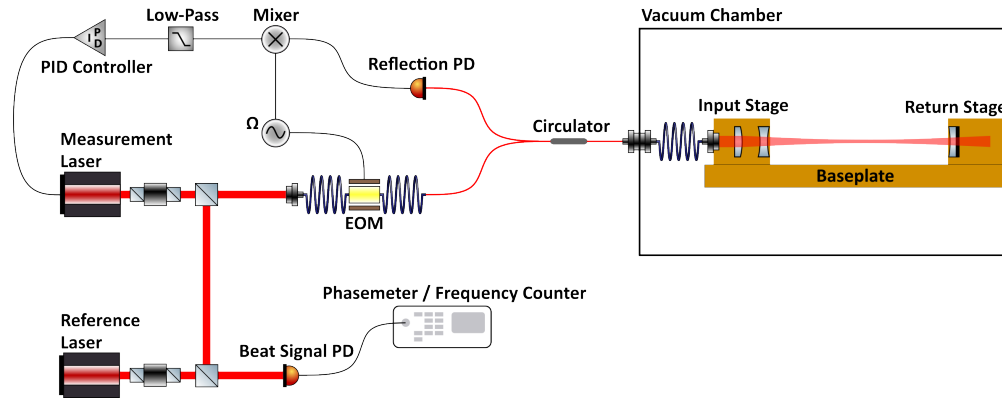 Low-Pass
Mixer
Vacuum Chamber
I P D
PID Controller
Reflection PD
Input Stage
Return Stage
Ω
Circulator
Measurement
Laser
Baseplate
EOM
Phasemeter / Frequency Counter
Reference
Laser
Beat Signal PD